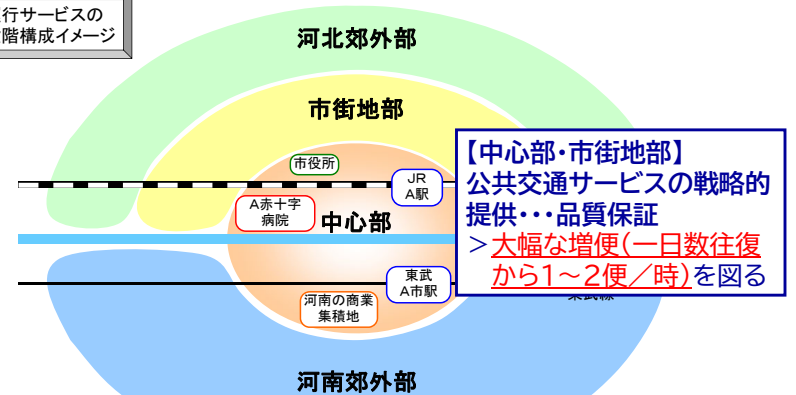 行サービスの
階構成イメージ
河北郊外部
市街地部
市役所
JR
A駅
A赤十字
病院
中心部
東武
A市駅
河南の商業
集積地
河南郊外部
【中心部・市街地部】
公共交通サービスの戦略的
提供・・・品質保証
＞大幅な増便（一日数往復
から1～2便／時）を図る